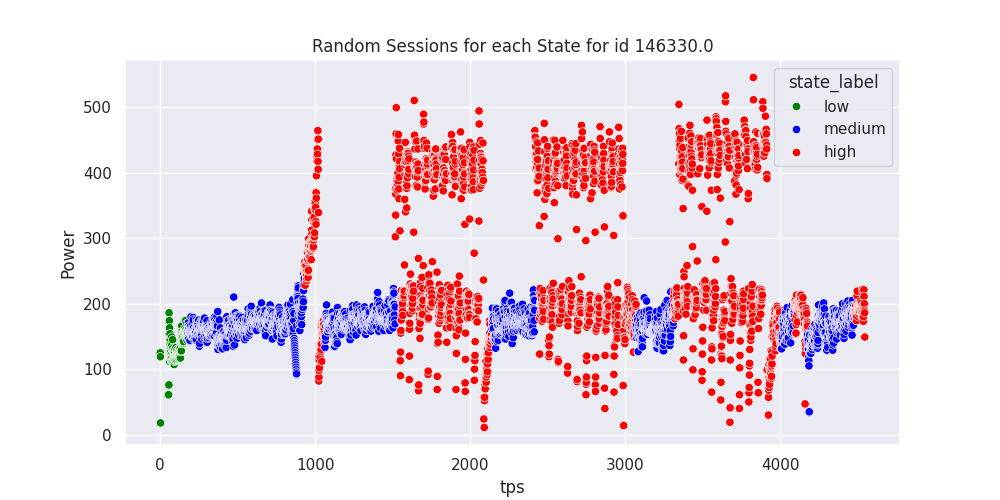 Random Sessions for each State for id 146330.0
state_label
low
medium
high
Power
500
400
300
200
100
0
0 1000 2000 3000 4000
tps